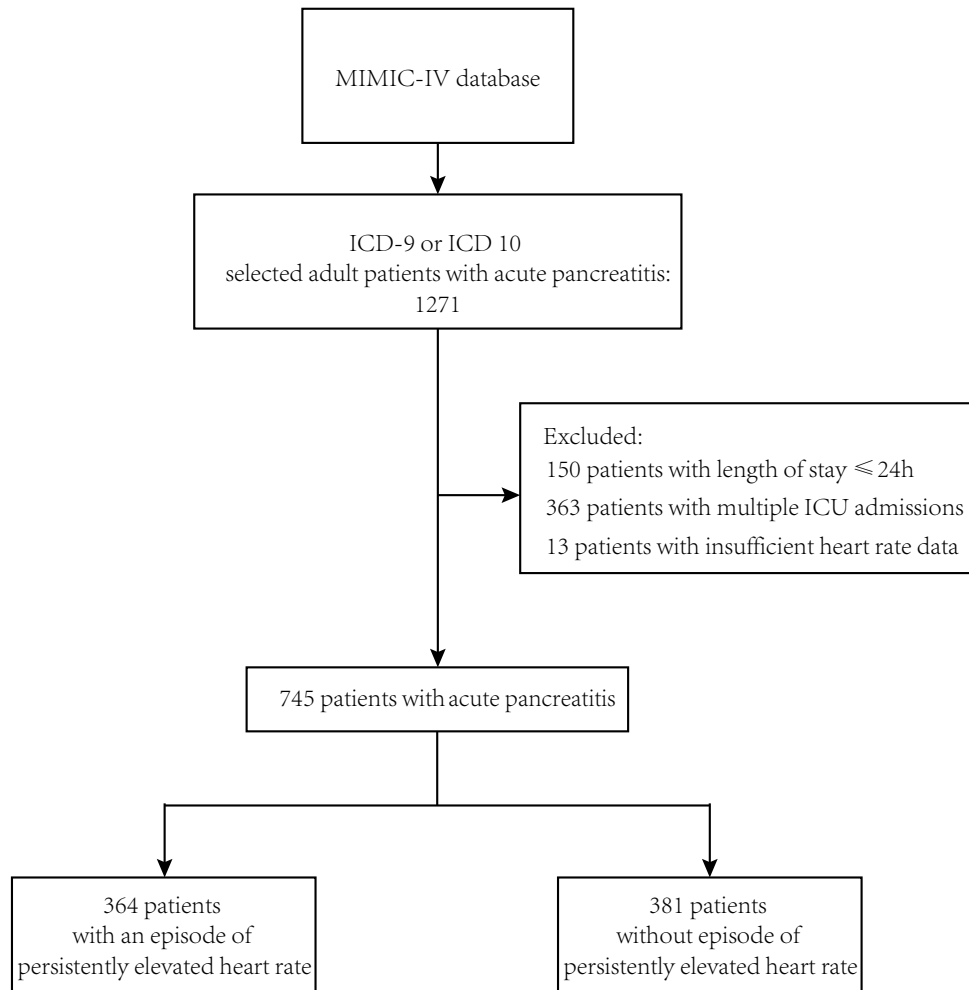 MIMIC-IV database
ICD-9 or ICD 10
selected adult patients with acute pancreatitis:
1271
Excluded:
150 patients with length of stay ⩽24h
363 patients with multiple ICU admissions
13 patients with insufficient heart rate data
745 patients with acute pancreatitis
364 patients
with an episode of
persistently elevated heart rate
381 patients
without episode of
persistently elevated heart rate